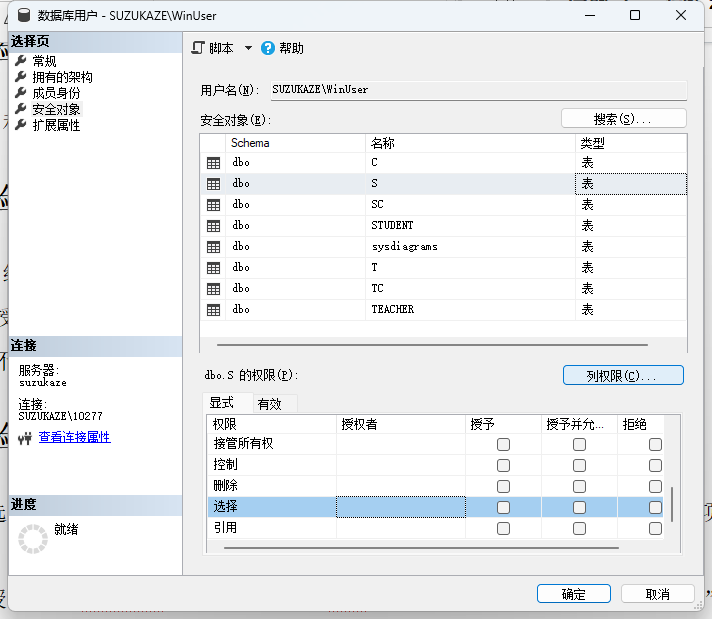 数据库用户 - SUZUKAZE\WinUser
选择页
常规
拥有的架构
成员身份
安全对象
扩展属性
脚本
帮助
用户名(N):
SUZUKAZE\WinUser
安全对象(E):
搜索(S)...
Schema 名称 类型
dbo C 表
dbo S 表
dbo SC 表
dbo STUDENT 表
dbo sysdiagrams 表
dbo T 表
dbo TC 表
dbo TEACHER 表
dbo.S 的权限(P):
列权限(C)...
显式 有效
权限 授权者 授予 授予并允... 拒绝
接管所有权
控制
删除
选择
引用
连接
服务器:
suzukaze
连接:
SUZUKAZE\10277
查看连接属性
进度
就绪
确定 取消